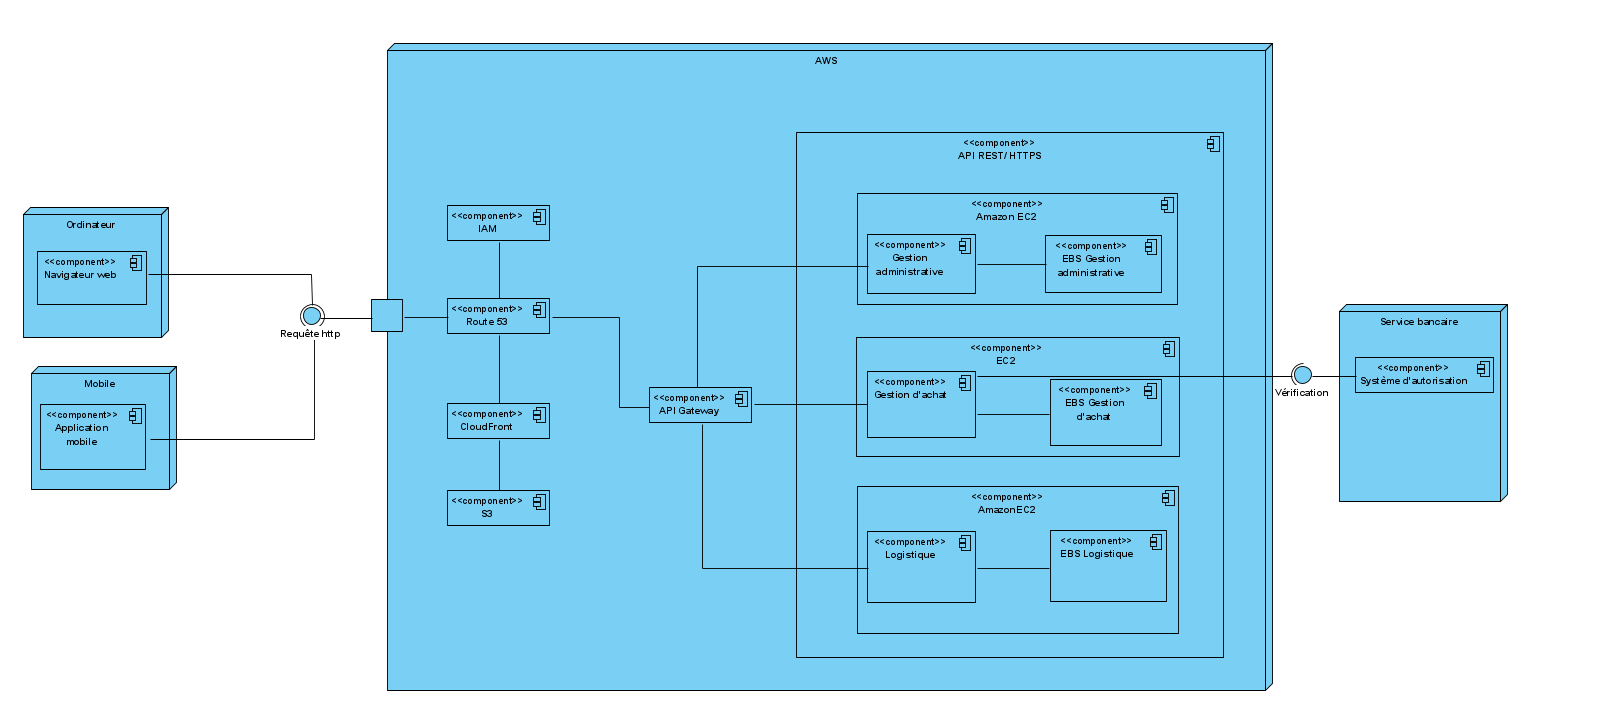 AWS
<<component>>
API REST/ HTTPS
<<component>>
Amazon EC2
<<component>>
Gestion
administrative
<<component>>
EBS Gestion
administrative
Ordinateur
<<component>>
Navigateur web
<<component>>
IAM
<<component>>
Route 53
Requête http
Mobile
<<component>>
Application
mobile
<<component>>
CloudFront
<<component>>
S3
<<component>>
API Gateway
<<component>>
EC2
<<component>>
Gestion d'achat
<<component>>
EBS Gestion
d'achat
<<component>>
AmazonEC2
<<component>>
Logistique
<<component>>
EBS Logistique
Vérification
Service bancaire
<<component>>
Système d'autorisation